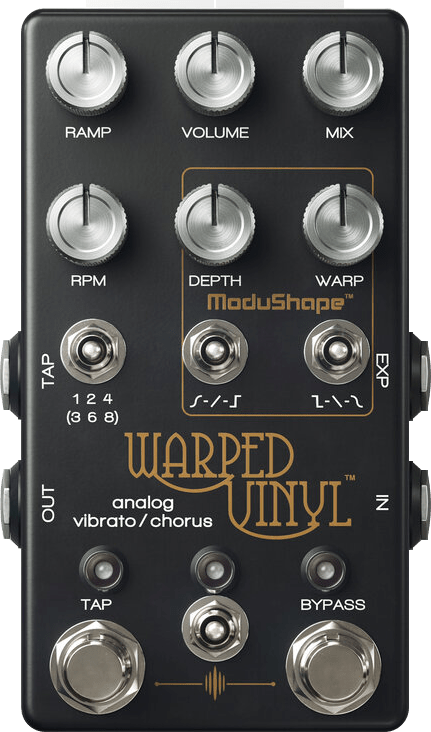 RAMP VOLUME MIX
RPM DEPTH WARP
ModuShape™
TAP
EXP
1 2 4
(3 6 8)
WARPED
VINYL™
analog
vibrato/chorus
OUT
IN
TAP BYPASS